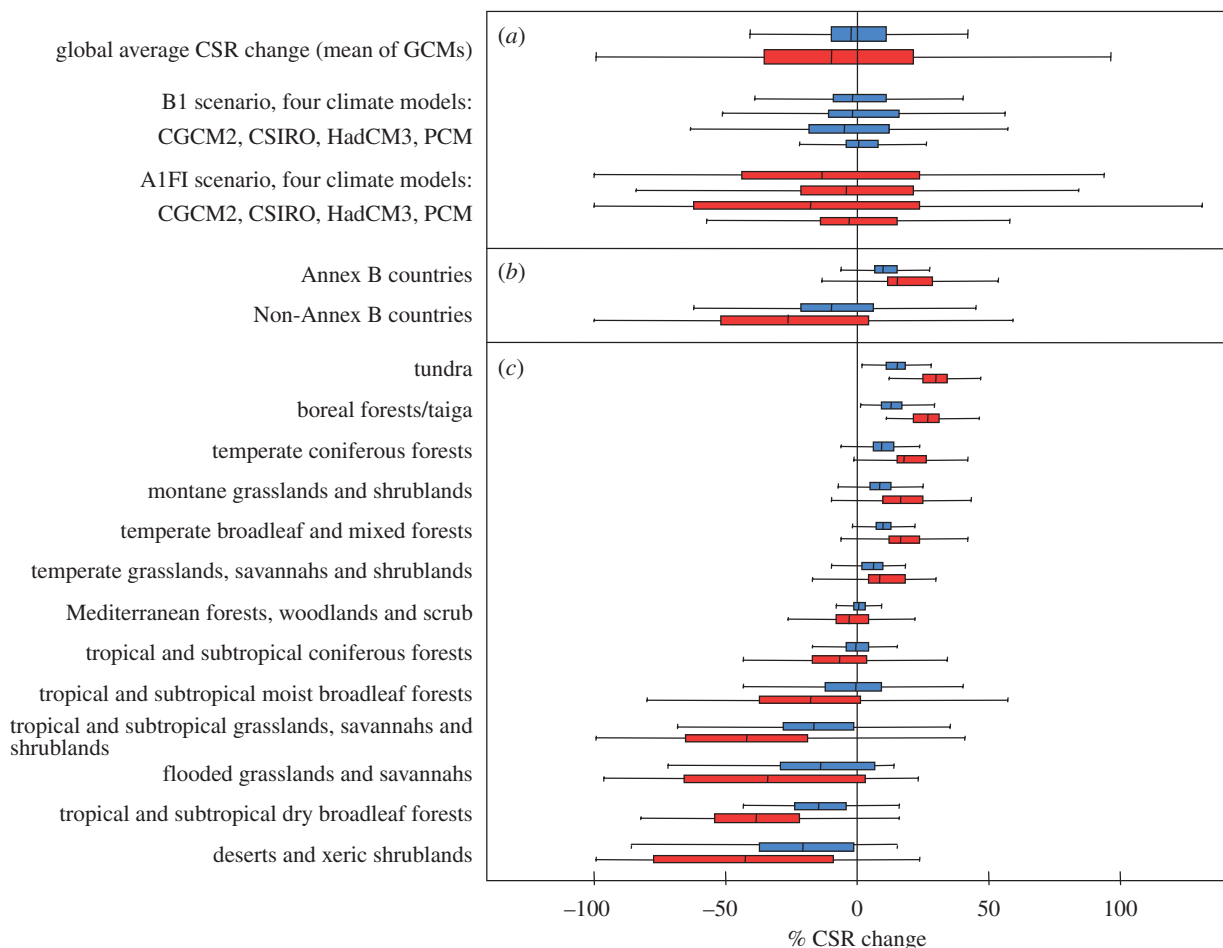 (a)
global average CSR change (mean of GCMs)
B1 scenario, four climate models:
CGCM2, CSIRO, HadCM3, PCM
A1FI scenario, four climate models:
CGCM2, CSIRO, HadCM3, PCM
(b)
Annex B countries
Non-Annex B countries
(c)
tundra
boreal forests/taiga
temperate coniferous forests
montane grasslands and shrublands
temperate broadleaf and mixed forests
temperate grasslands, savannahs and shrublands
Mediterranean forests, woodlands and scrub
tropical and subtropical coniferous forests
tropical and subtropical moist broadleaf forests
tropical and subtropical grasslands, savannahs and
shrublands
flooded grasslands and savannahs
tropical and subtropical dry broadleaf forests
deserts and xeric shrublands
–100 –50 0 50 100
% CSR change